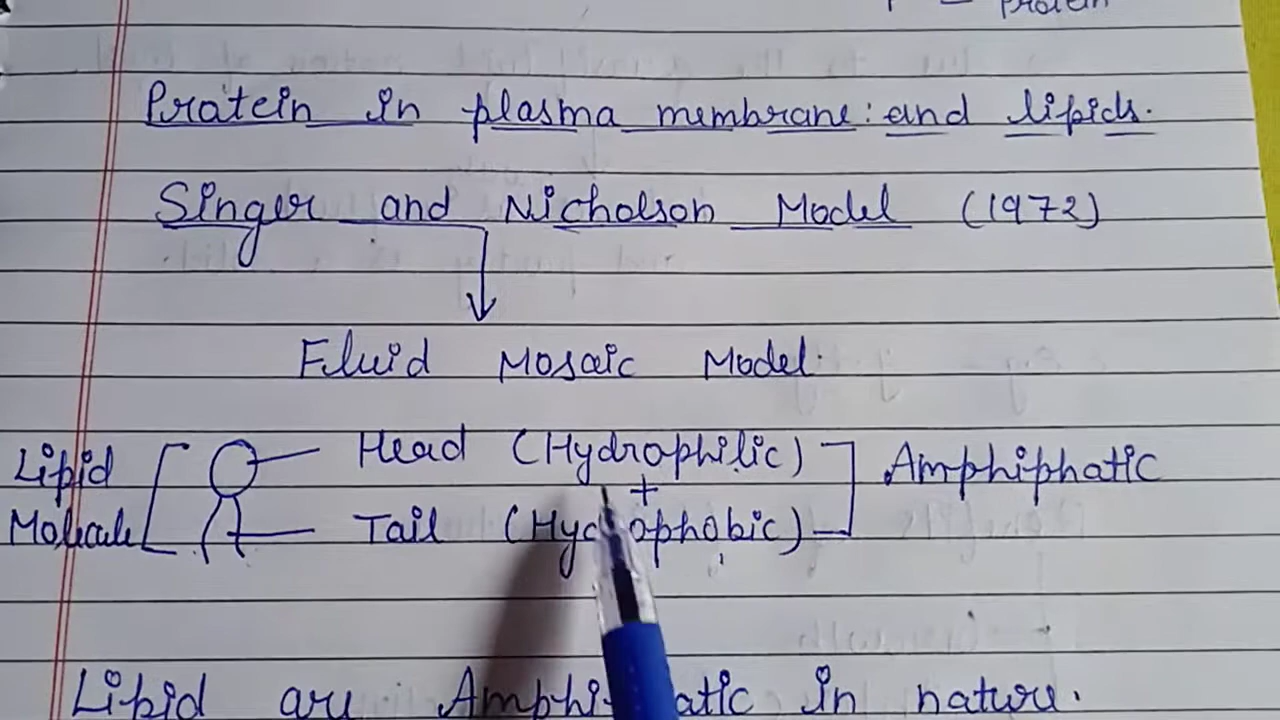 – Protein
Protein in plasma membrane: and lipids.
Singer and Nicholson Model (1972)
Fluid Mosaic Model.
Lipid Molecule
Head (Hydrophilic)
+
Tail (Hydrophobic)
Amphiphatic
Lipid are Amphi atic in nature.